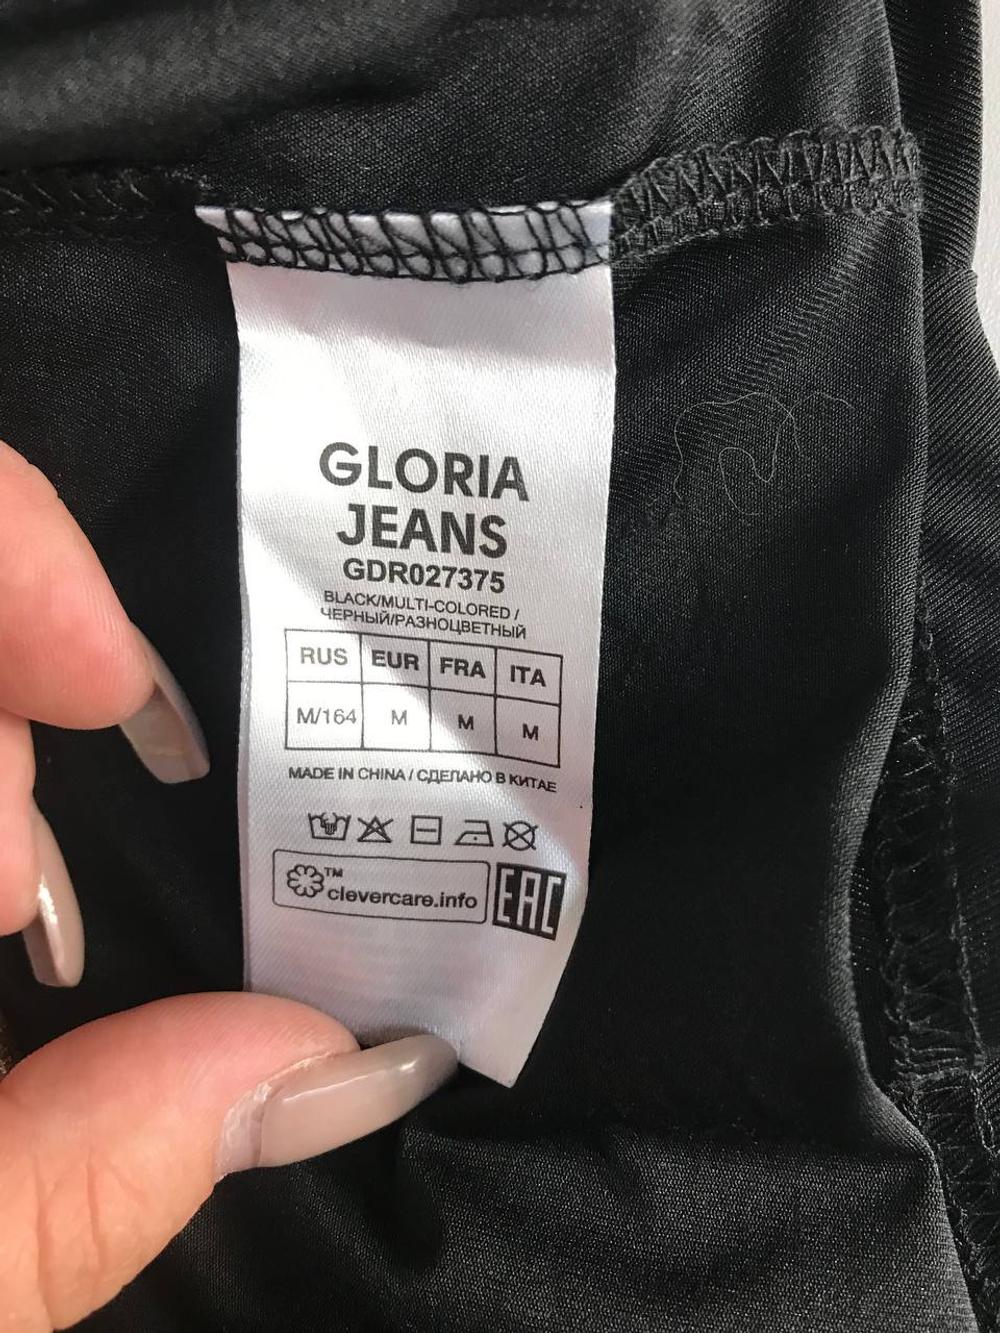 GLORIA
JEANS
GDR027375
BLACK/MULTI-COLORED /
ЧЕРНЫЙ/РАЗНОЦВЕТНЫЙ
RUS EUR FRA ITA
M/164 M M M
MADE IN CHINA / СДЕЛАНО В КИТАЕ
TM
clevercare.info
EAC